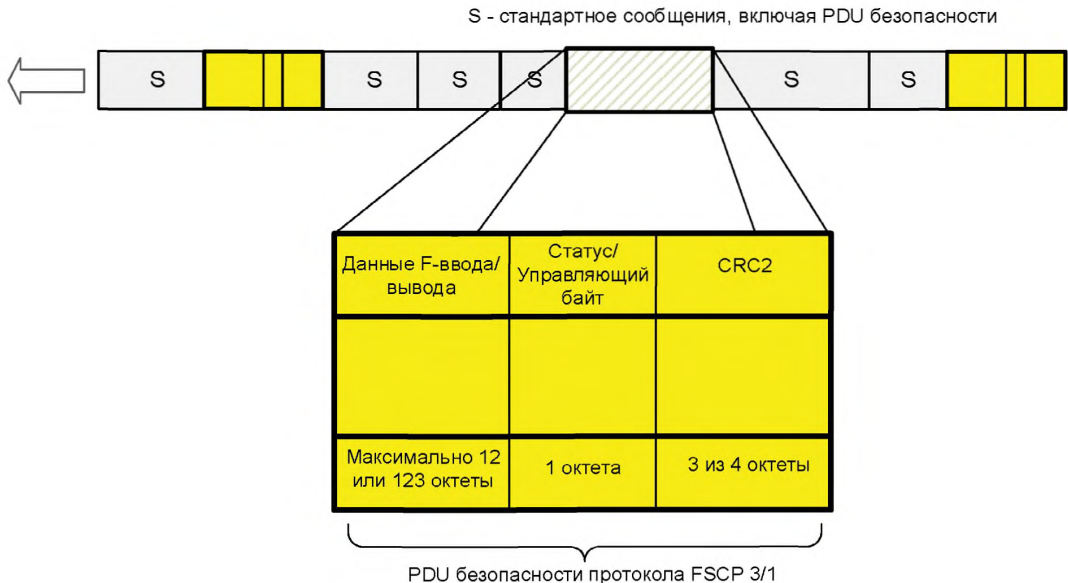 S - стандартное сообщения, включая PDU безопасности
S S S S S S
Данные F-ввода/
вывода
Статус/
Управляющий
байт
CRC2
Максимально 12
или 123 октеты
1 октета
3 из 4 октеты
PDU безопасности протокола FSCP 3/1